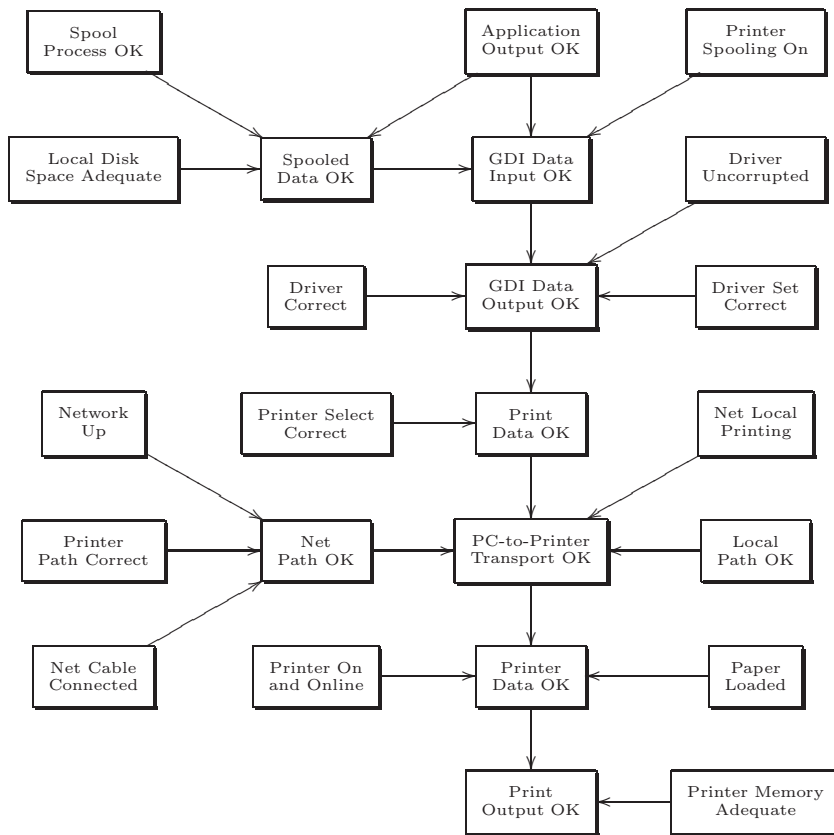 Spool
Process OK
Application
Output OK
Printer
Spooling On
Local Disk
Space Adequate
Spooled
Data OK
GDI Data
Input OK
Driver
Uncorrupted
Driver
Correct
GDI Data
Output OK
Driver Set
Correct
Network
Up
Printer Select
Correct
Print
Data OK
Net Local
Printing
Printer
Path Correct
Net
Path OK
PC-to-Printer
Transport OK
Local
Path OK
Net Cable
Connected
Printer On
and Online
Printer
Data OK
Paper
Loaded
Print
Output OK
Printer Memory
Adequate